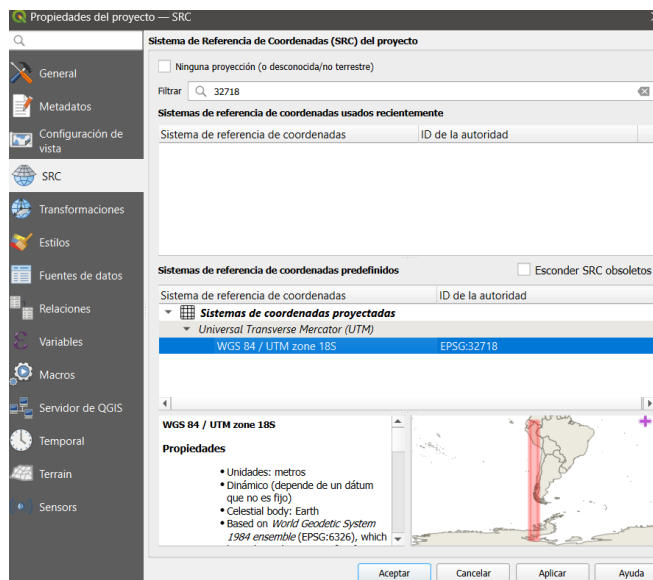 Propiedades del proyecto — SRC
Sistema de Referencia de Coordenadas (SRC) del proyecto
General
Metadatos
Configuración de
vista
SRC
Transformaciones
Estilos
Fuentes de datos
Relaciones
Variables
Macros
Servidor de QGIS
Temporal
Terrain
Sensors
Ninguna proyección (o desconocida/no terrestre)
Filtrar 32718
Sistemas de referencia de coordenadas usados recientemente
Sistema de referencia de coordenadas ID de la autoridad
Sistemas de referencia de coordenadas predefinidos Esconder SRC obsoletos
Sistema de referencia de coordenadas ID de la autoridad
Sistemas de coordenadas proyectadas
Universal Transverse Mercator (UTM)
WGS 84 / UTM zone 18S EPSG:32718
WGS 84 / UTM zone 18S
Propiedades
• Unidades: metros
• Dinámico (depende de un dátum
que no es fijo)
• Celestial body: Earth
• Based on World Geodetic System
1984 ensemble (EPSG:6326), which
Aceptar Cancelar Aplicar Ayuda